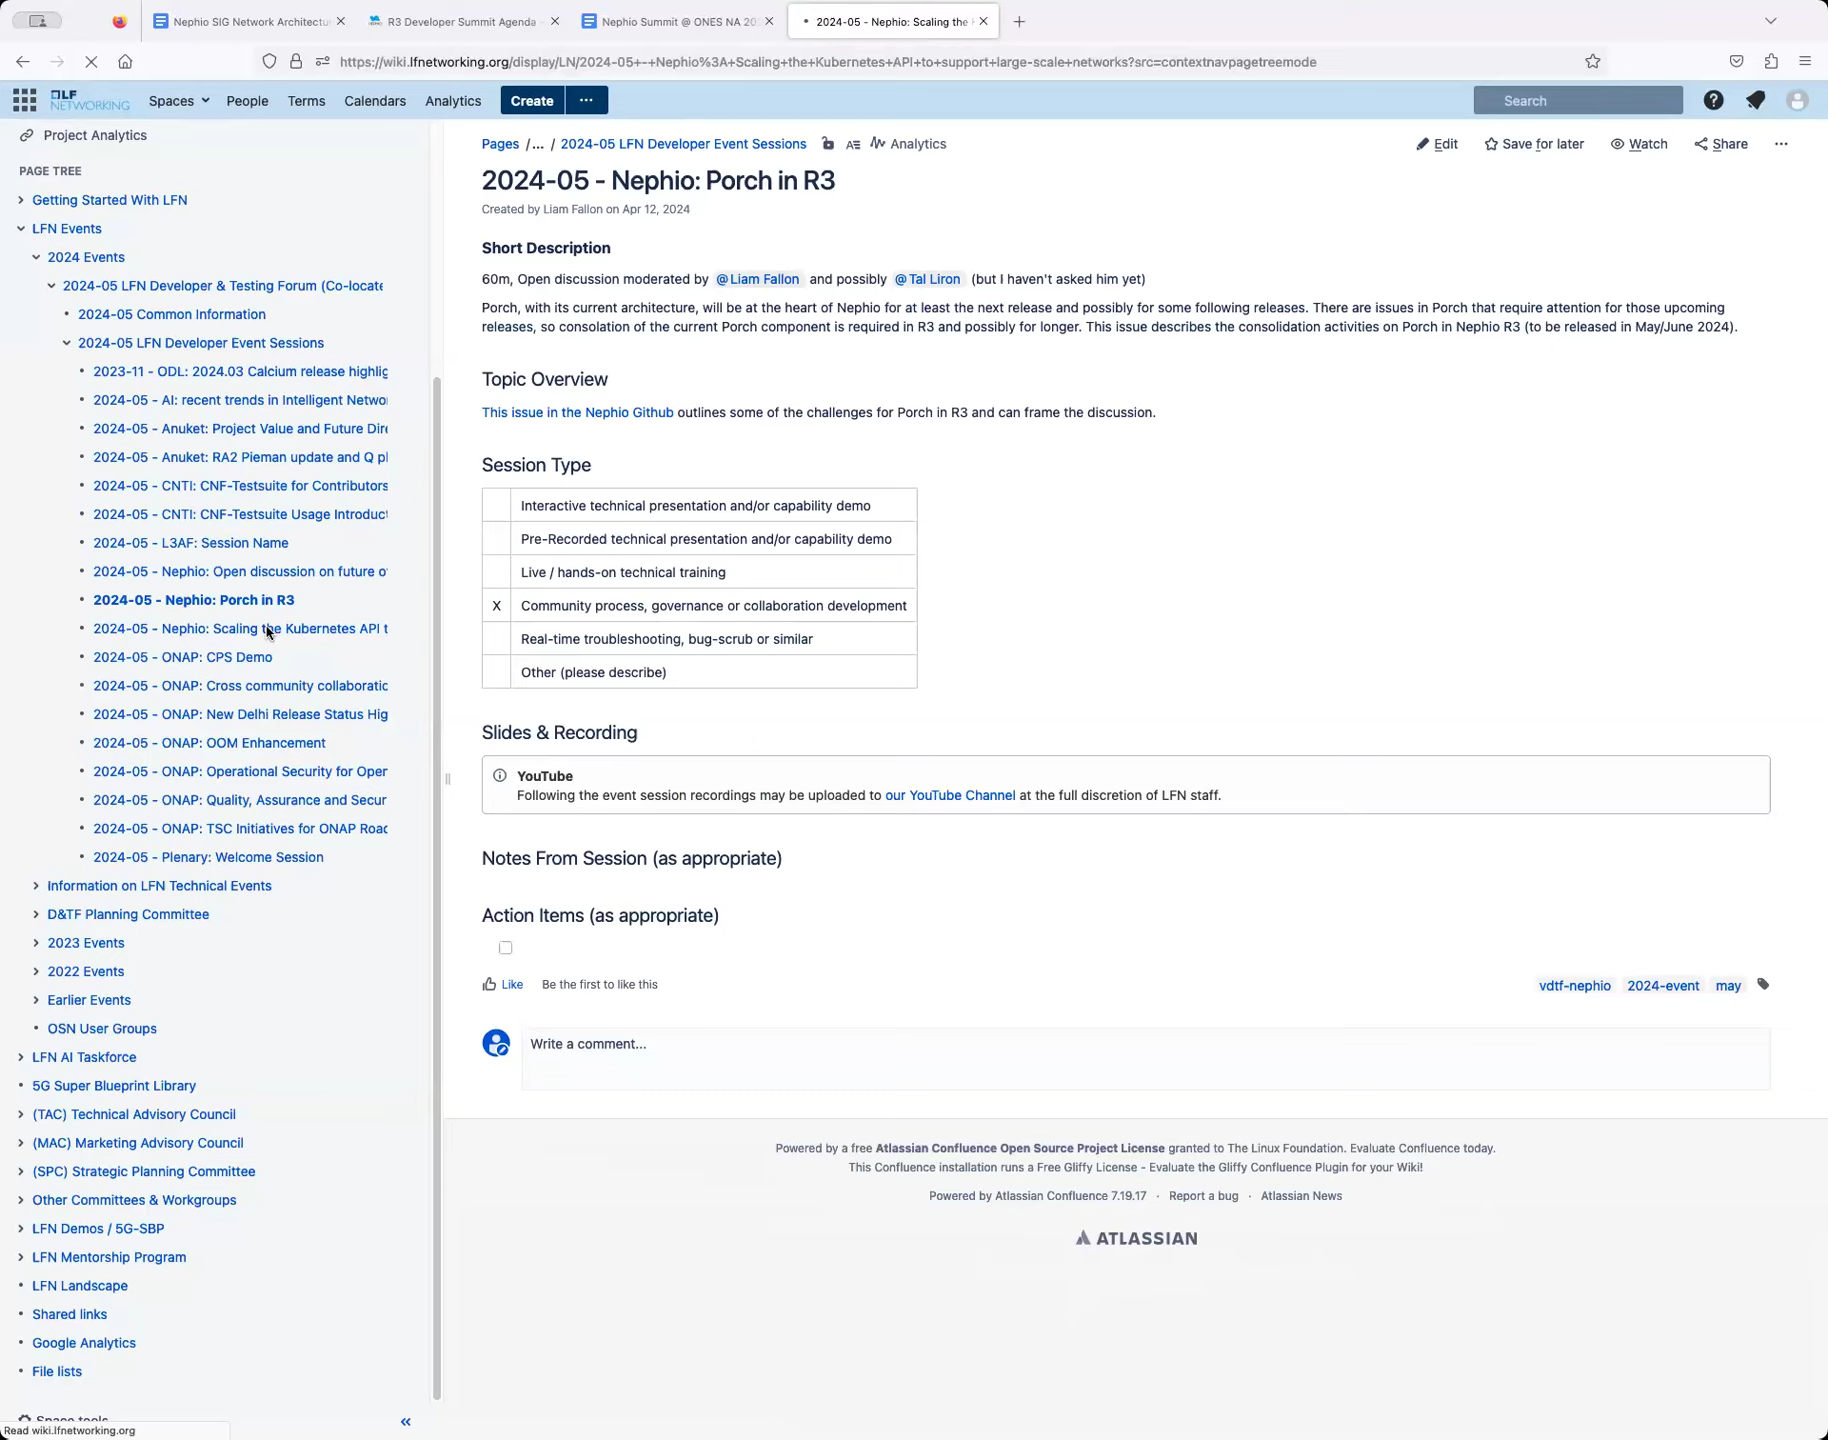 Nephio SIG Network Architectu
R3 Developer Summit Agenda -
Nephio Summit @ ONES NA 20
2024-05 - Nephio: Scaling the
https://wiki.lfnetworking.org/display/LN/2024-05+-+Nephio%3A+Scaling+the+Kubernetes+API+to+support+large-scale+networks?src=contextnavpagetreemode
LF NETWORKING
Spaces
People
Terms
Calendars
Analytics
Create
Search
Project Analytics
PAGE TREE
Getting Started With LFN
LFN Events
2024 Events
2024-05 LFN Developer & Testing Forum (Co-locate
2024-05 Common Information
2024-05 LFN Developer Event Sessions
2023-11 - ODL: 2024.03 Calcium release highlig
2024-05 - AI: recent trends in Intelligent Netwo
2024-05 - Anuket: Project Value and Future Dire
2024-05 - Anuket: RA2 Pieman update and Q pl
2024-05 - CNTI: CNF-Testsuite for Contributors
2024-05 - CNTI: CNF-Testsuite Usage Introduct
2024-05 - L3AF: Session Name
2024-05 - Nephio: Open discussion on future o
2024-05 - Nephio: Porch in R3
2024-05 - Nephio: Scaling the Kubernetes API t
2024-05 - ONAP: CPS Demo
2024-05 - ONAP: Cross community collaboratio
2024-05 - ONAP: New Delhi Release Status Hig
2024-05 - ONAP: OOM Enhancement
2024-05 - ONAP: Operational Security for Oper
2024-05 - ONAP: Quality, Assurance and Secur
2024-05 - ONAP: TSC Initiatives for ONAP Road
2024-05 - Plenary: Welcome Session
Information on LFN Technical Events
D&TF Planning Committee
2023 Events
2022 Events
Earlier Events
OSN User Groups
LFN AI Taskforce
5G Super Blueprint Library
(TAC) Technical Advisory Council
(MAC) Marketing Advisory Council
(SPC) Strategic Planning Committee
Other Committees & Workgroups
LFN Demos / 5G-SBP
LFN Mentorship Program
LFN Landscape
Shared links
Google Analytics
File lists
Space tools
Read wiki.lfnetworking.org
Pages /... / 2024-05 LFN Developer Event Sessions
Analytics
Edit
Save for later
Watch
Share
2024-05 - Nephio: Porch in R3
Created by Liam Fallon on Apr 12, 2024
Short Description
60m, Open discussion moderated by @Liam Fallon and possibly @Tal Liron (but I haven't asked him yet)
Porch, with its current architecture, will be at the heart of Nephio for at least the next release and possibly for some following releases. There are issues in Porch that require attention for those upcoming
releases, so consolation of the current Porch component is required in R3 and possibly for longer. This issue describes the consolidation activities on Porch in Nephio R3 (to be released in May/June 2024).
Topic Overview
This issue in the Nephio Github outlines some of the challenges for Porch in R3 and can frame the discussion.
Session Type
Interactive technical presentation and/or capability demo
Pre-Recorded technical presentation and/or capability demo
Live / hands-on technical training
X Community process, governance or collaboration development
Real-time troubleshooting, bug-scrub or similar
Other (please describe)
Slides & Recording
YouTube
Following the event session recordings may be uploaded to our YouTube Channel at the full discretion of LFN staff.
Notes From Session (as appropriate)
Action Items (as appropriate)
Like
Be the first to like this
vdtf-nephio 2024-event may
Write a comment...
Powered by a free Atlassian Confluence Open Source Project License granted to The Linux Foundation. Evaluate Confluence today.
This Confluence installation runs a Free Gliffy License - Evaluate the Gliffy Confluence Plugin for your Wiki!
Powered by Atlassian Confluence 7.19.17 · Report a bug · Atlassian News
ATLASSIAN